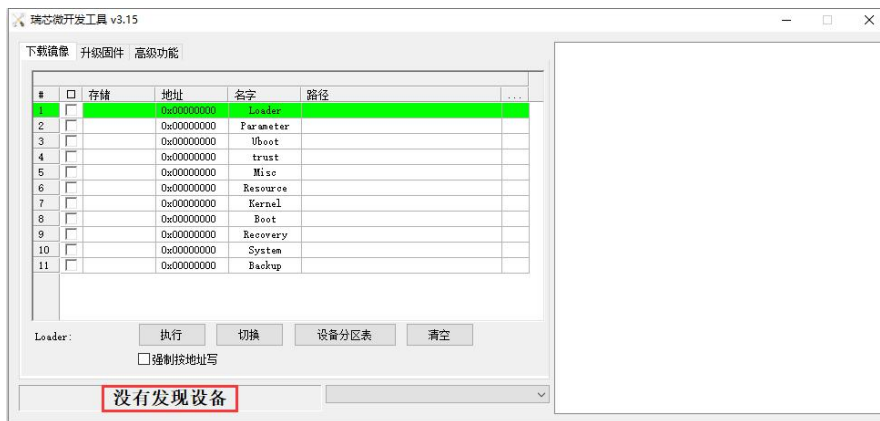 瑞芯微开发工具 v3.15
下载镜像 升级固件 高级功能
# 存储 地址 名字 路径 ...
1 0x00000000 Loader
2 0x00000000 Parameter
3 0x00000000 Uboot
4 0x00000000 trust
5 0x00000000 Misc
6 0x00000000 Resource
7 0x00000000 Kernel
8 0x00000000 Boot
9 0x00000000 Recovery
10 0x00000000 System
11 0x00000000 Backup
Loader: 执行 切换 设备分区表 清空
强制按地址写
没有发现设备